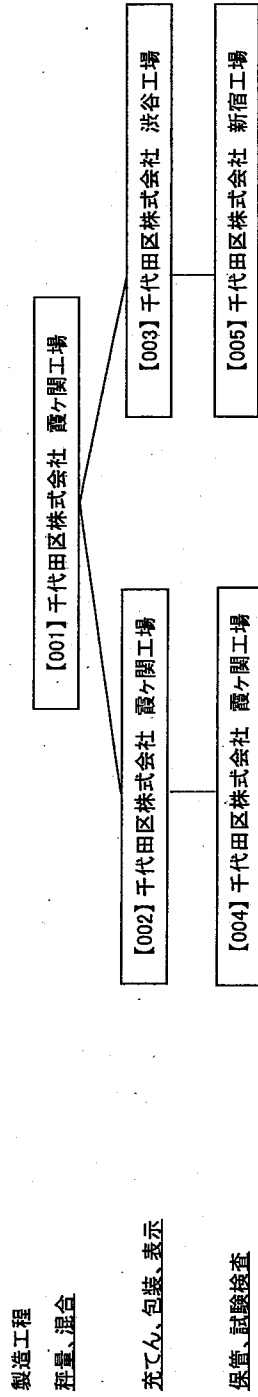 製造工程
秤量、混合
【001】千代田区株式会社 霞ヶ関工場
充てん、包装、表示
【002】千代田区株式会社 霞ヶ関工場
【003】千代田区株式会社 渋谷工場
保管、試験検査
【004】千代田区株式会社 霞ヶ関工場
【005】千代田区株式会社 新宿工場